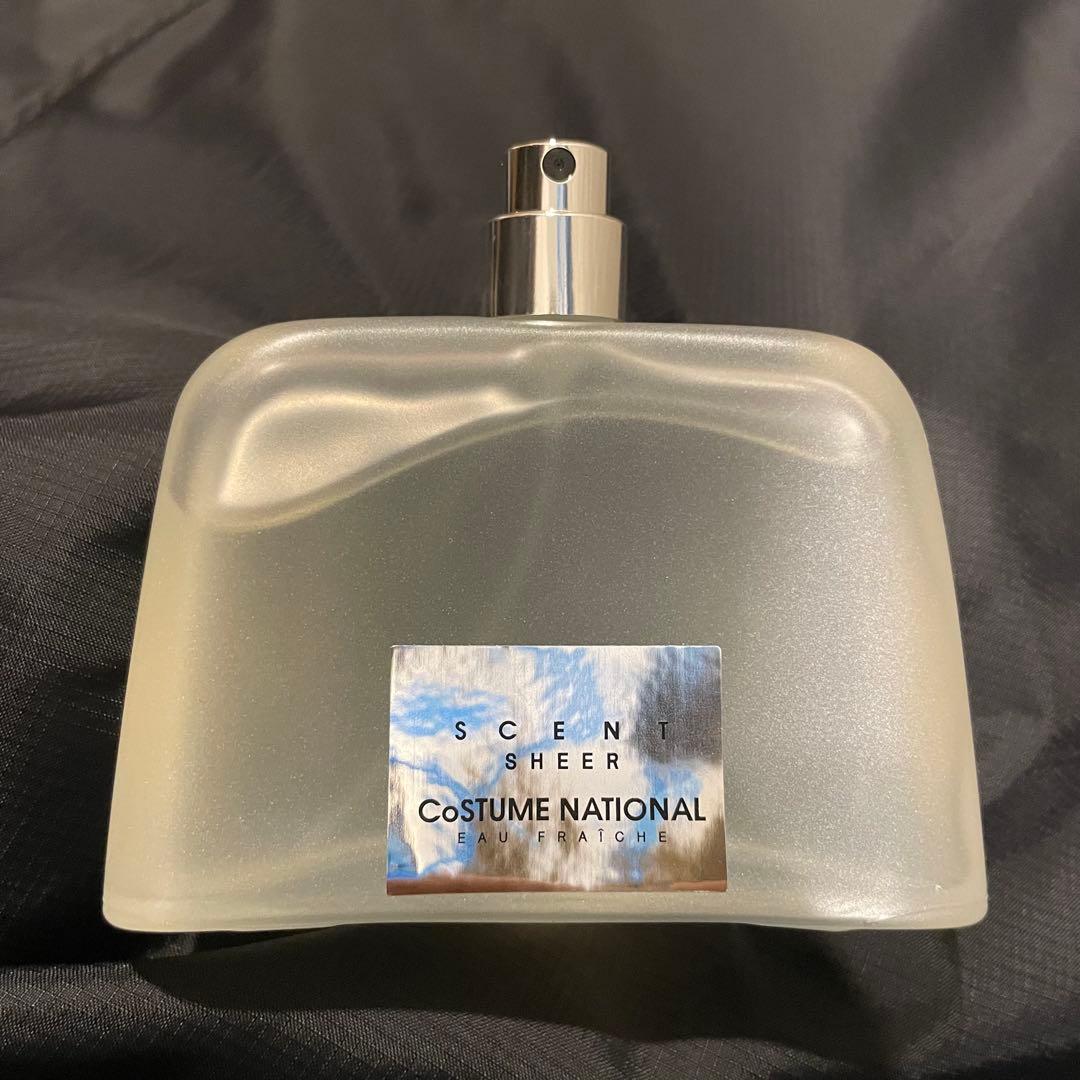 SCENT
SHEER
CoSTUME NATIONAL
EAU FRAÎCHE